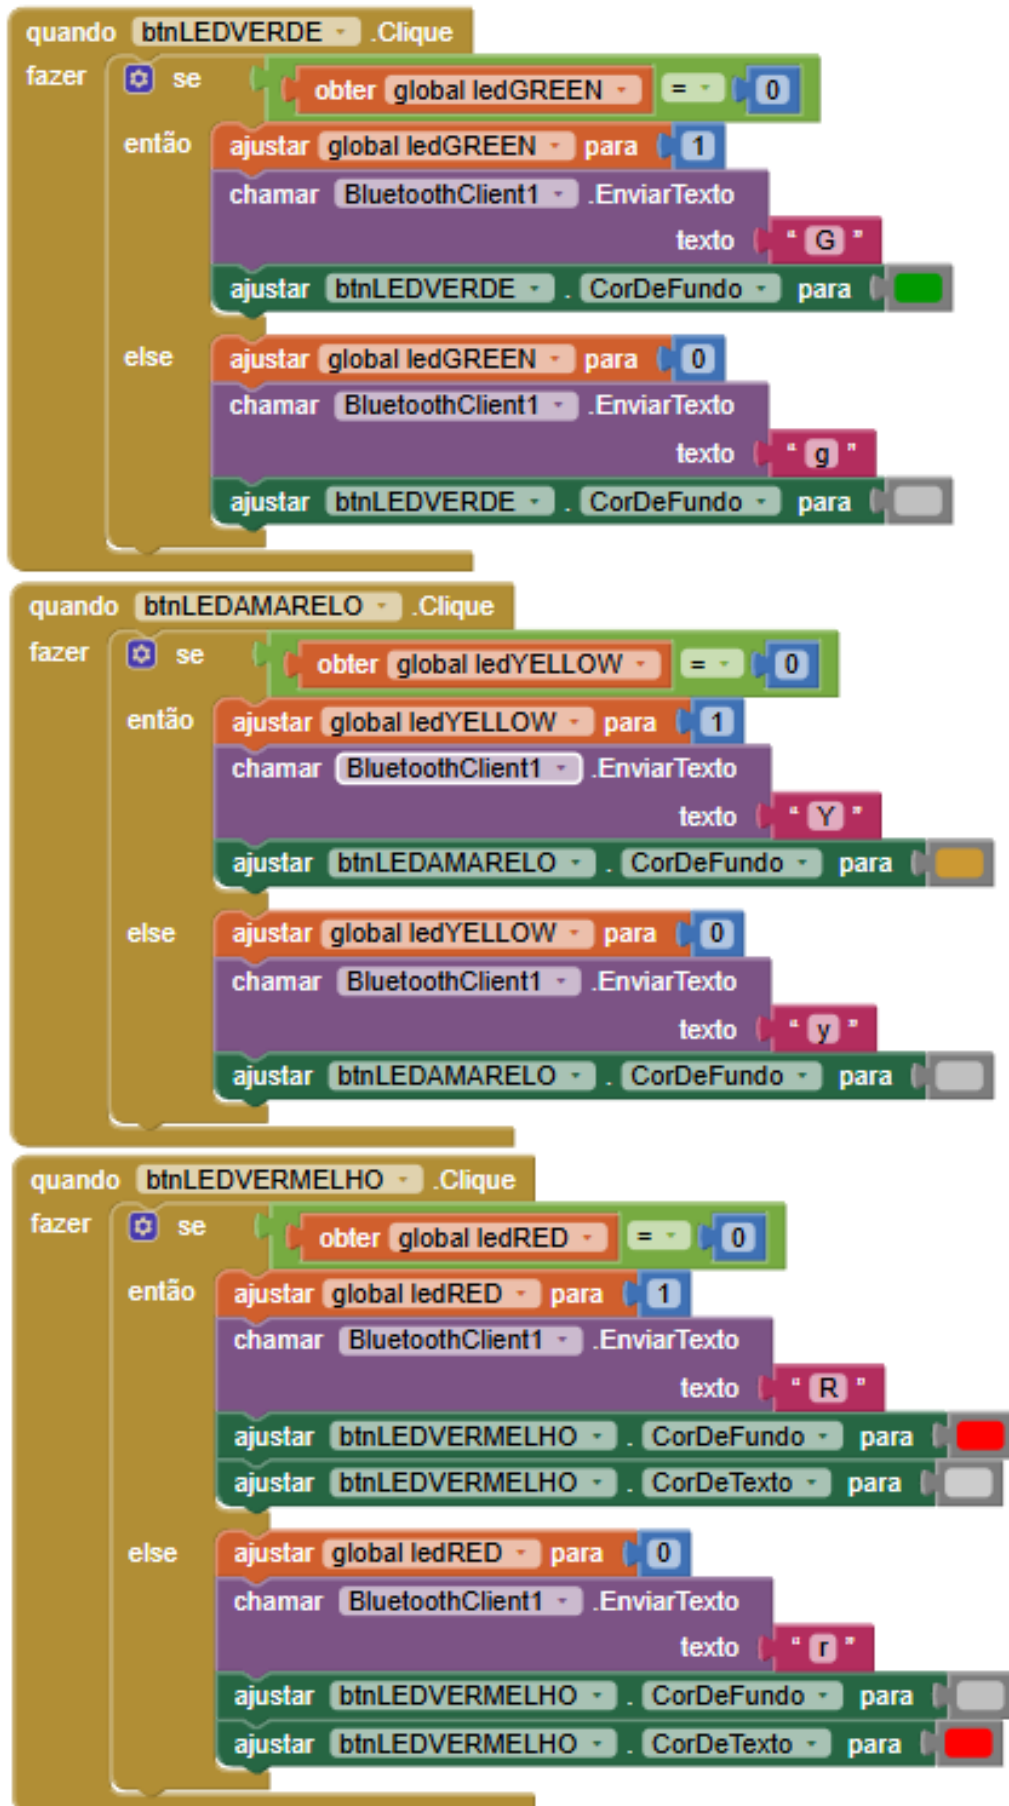 quando btnLEDVERDE .Clique
fazer se obter global ledGREEN = 0
então ajustar global ledGREEN para 1
chamar BluetoothClient1 .EnviarTexto
texto " G "
ajustar btnLEDVERDE . CorDeFundo para
else ajustar global ledGREEN para 0
chamar BluetoothClient1 .EnviarTexto
texto " g "
ajustar btnLEDVERDE . CorDeFundo para
quando btnLEDAMARELO .Clique
fazer se obter global ledYELLOW = 0
então ajustar global ledYELLOW para 1
chamar BluetoothClient1 .EnviarTexto
texto " Y "
ajustar btnLEDAMARELO . CorDeFundo para
else ajustar global ledYELLOW para 0
chamar BluetoothClient1 .EnviarTexto
texto " y "
ajustar btnLEDAMARELO . CorDeFundo para
quando btnLEDVERMELHO .Clique
fazer se obter global ledRED = 0
então ajustar global ledRED para 1
chamar BluetoothClient1 .EnviarTexto
texto " R "
ajustar btnLEDVERMELHO . CorDeFundo para
ajustar btnLEDVERMELHO . CorDeTexto para
else ajustar global ledRED para 0
chamar BluetoothClient1 .EnviarTexto
texto " r "
ajustar btnLEDVERMELHO . CorDeFundo para
ajustar btnLEDVERMELHO . CorDeTexto para